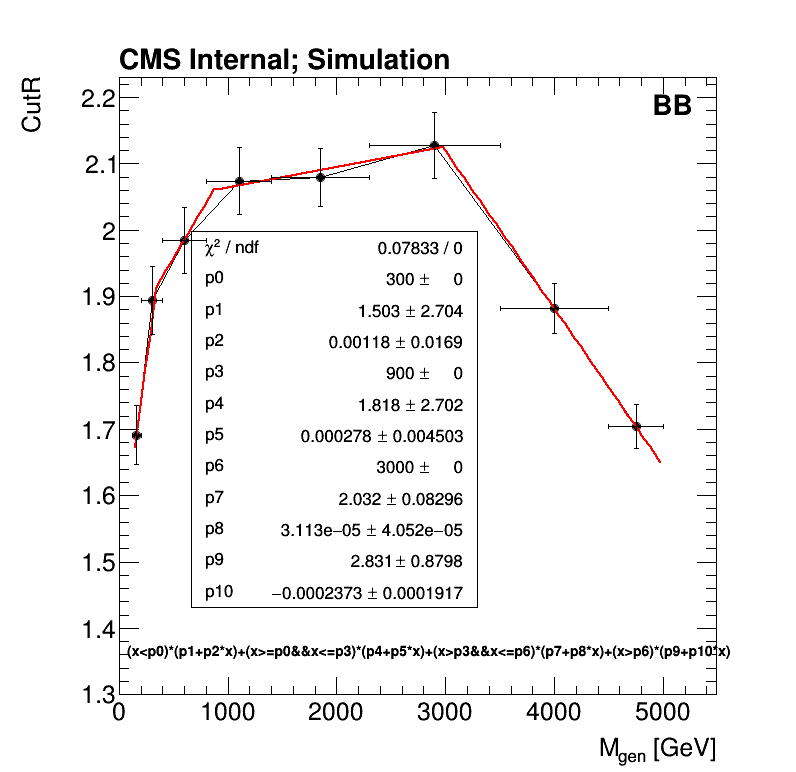 CMS Internal; Simulation
CutR
BB
2.2
2.1
2
1.9
1.8
1.7
1.6
1.5
1.4
1.3
χ² / ndf 0.07833 / 0
p0 300 ± 0
p1 1.503 ± 2.704
p2 0.00118 ± 0.0169
p3 900 ± 0
p4 1.818 ± 2.702
p5 0.000278 ± 0.004503
p6 3000 ± 0
p7 2.032 ± 0.08296
p8 3.113e−05 ± 4.052e−05
p9 2.831 ± 0.8798
p10 −0.0002373 ± 0.0001917
(x<p0)*(p1+p2*x)+(x>=p0&&x<=p3)*(p4+p5*x)+(x>p3&&x<=p6)*(p7+p8*x)+(x>p6)*(p9+p10*x)
0 1000 2000 3000 4000 5000
M_gen [GeV]